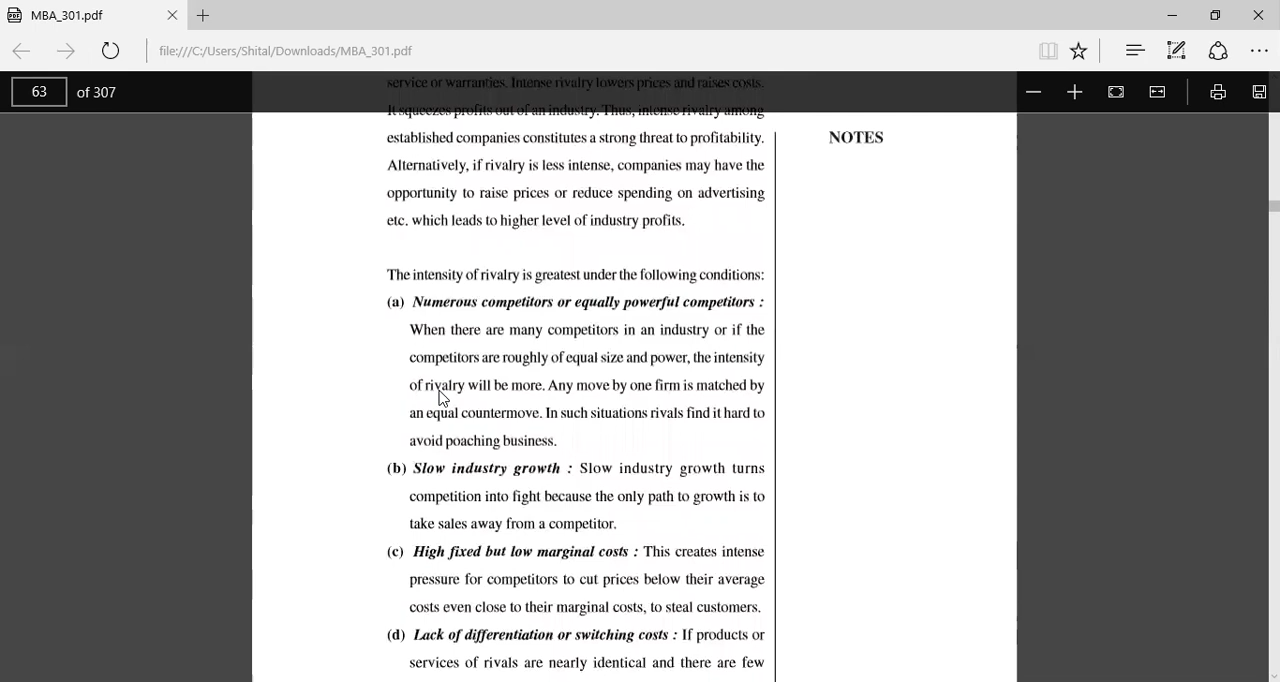 MBA_301.pdf
file:///C:/Users/Shital/Downloads/MBA_301.pdf
63 of 307
service or warranties. Intense rivalry lowers prices and raises costs.
It squeezes profits out of an industry. Thus, intense rivalry among
established companies constitutes a strong threat to profitability.
Alternatively, if rivalry is less intense, companies may have the
opportunity to raise prices or reduce spending on advertising
etc. which leads to higher level of industry profits.
NOTES
The intensity of rivalry is greatest under the following conditions:
(a) Numerous competitors or equally powerful competitors :
When there are many competitors in an industry or if the
competitors are roughly of equal size and power, the intensity
of rivalry will be more. Any move by one firm is matched by
an equal countermove. In such situations rivals find it hard to
avoid poaching business.
(b) Slow industry growth : Slow industry growth turns
competition into fight because the only path to growth is to
take sales away from a competitor.
(c) High fixed but low marginal costs : This creates intense
pressure for competitors to cut prices below their average
costs even close to their marginal costs, to steal customers.
(d) Lack of differentiation or switching costs : If products or
services of rivals are nearly identical and there are few